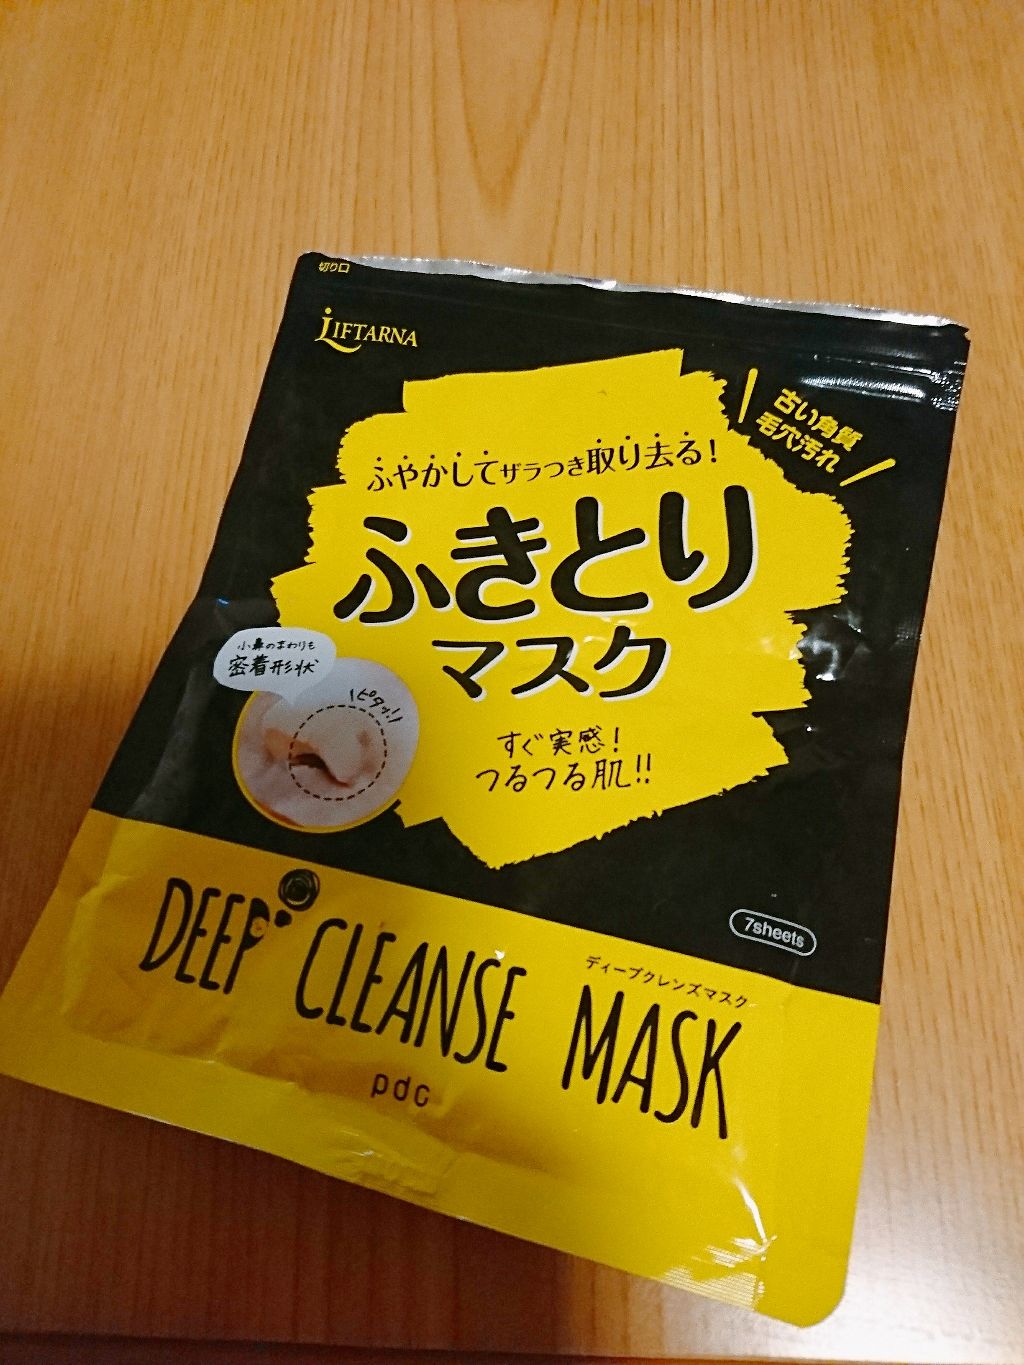 切り口
LIFTARNA
古い角質
毛穴汚れ
ふやかしてザラつき取り去る!
ふきとり
マスク
小鼻のまわりも
密着形状
ピタッ!
すぐ実感!
つるつる肌!!
7sheets
ディープクレンズマスク
DEEP CLEANSE MASK
pdc